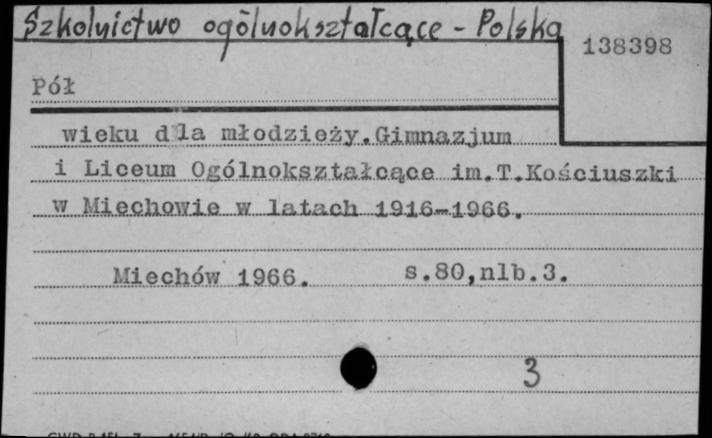 Szkolnictwo ogólnokształcące - Polska
138398
Pół
wieku dla młodzieży.Gimnazjum
i Liceum Ogólnokształcące im.T.Kościuszki
w Miechowie w latach 1916-1966.
Miechów 1966. s.80,nlb.3.
3